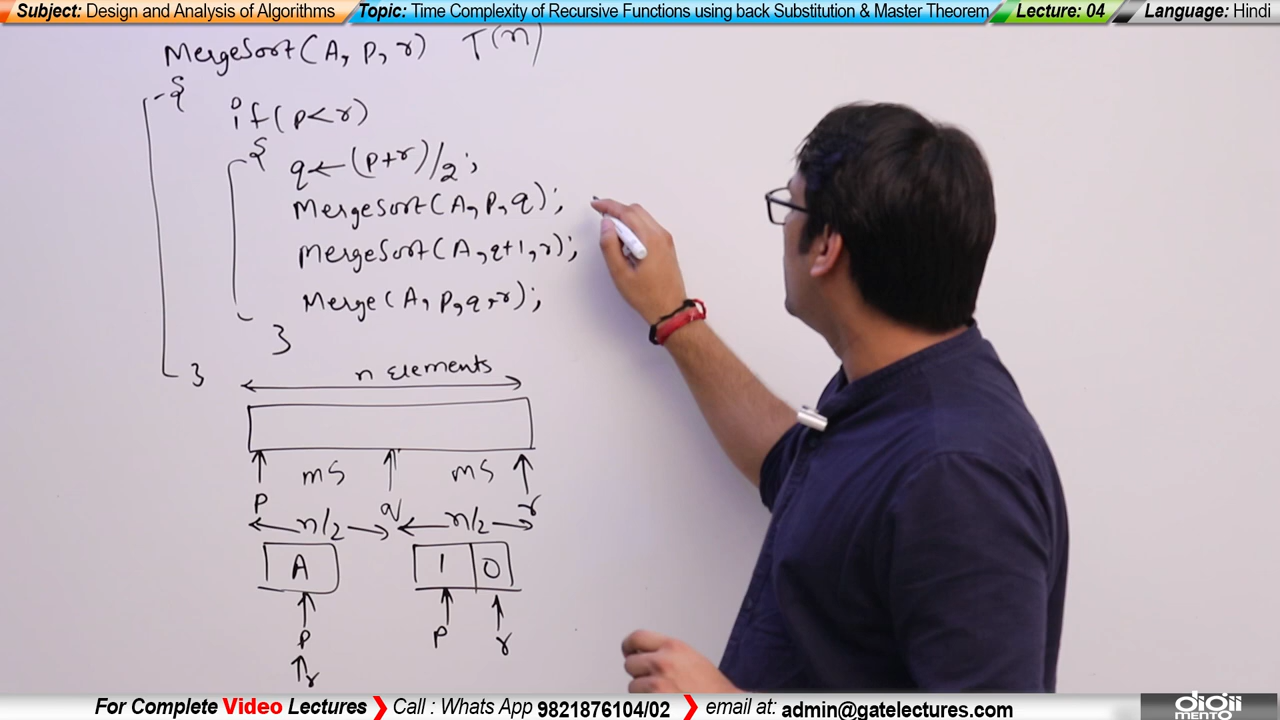 Subject: Design and Analysis of Algorithms Topic: Time Complexity of Recursive Functions using back Substitution & Master Theorem Lecture: 04 Language: Hindi
MergeSort(A, P, r) T(n)
{
if(p<r)
{ q←(p+r)/2;
MergeSort(A, P, q);
MergeSort(A, q+1, r);
Merge(A, P, q, r);
}
}
n Elements
mS mS
P q r
n/2 n/2
A 1 0
P P r
r
For Complete Video Lectures Call : Whats App 9821876104/02 email at: admin@gatelectures.com
digii
MENTO